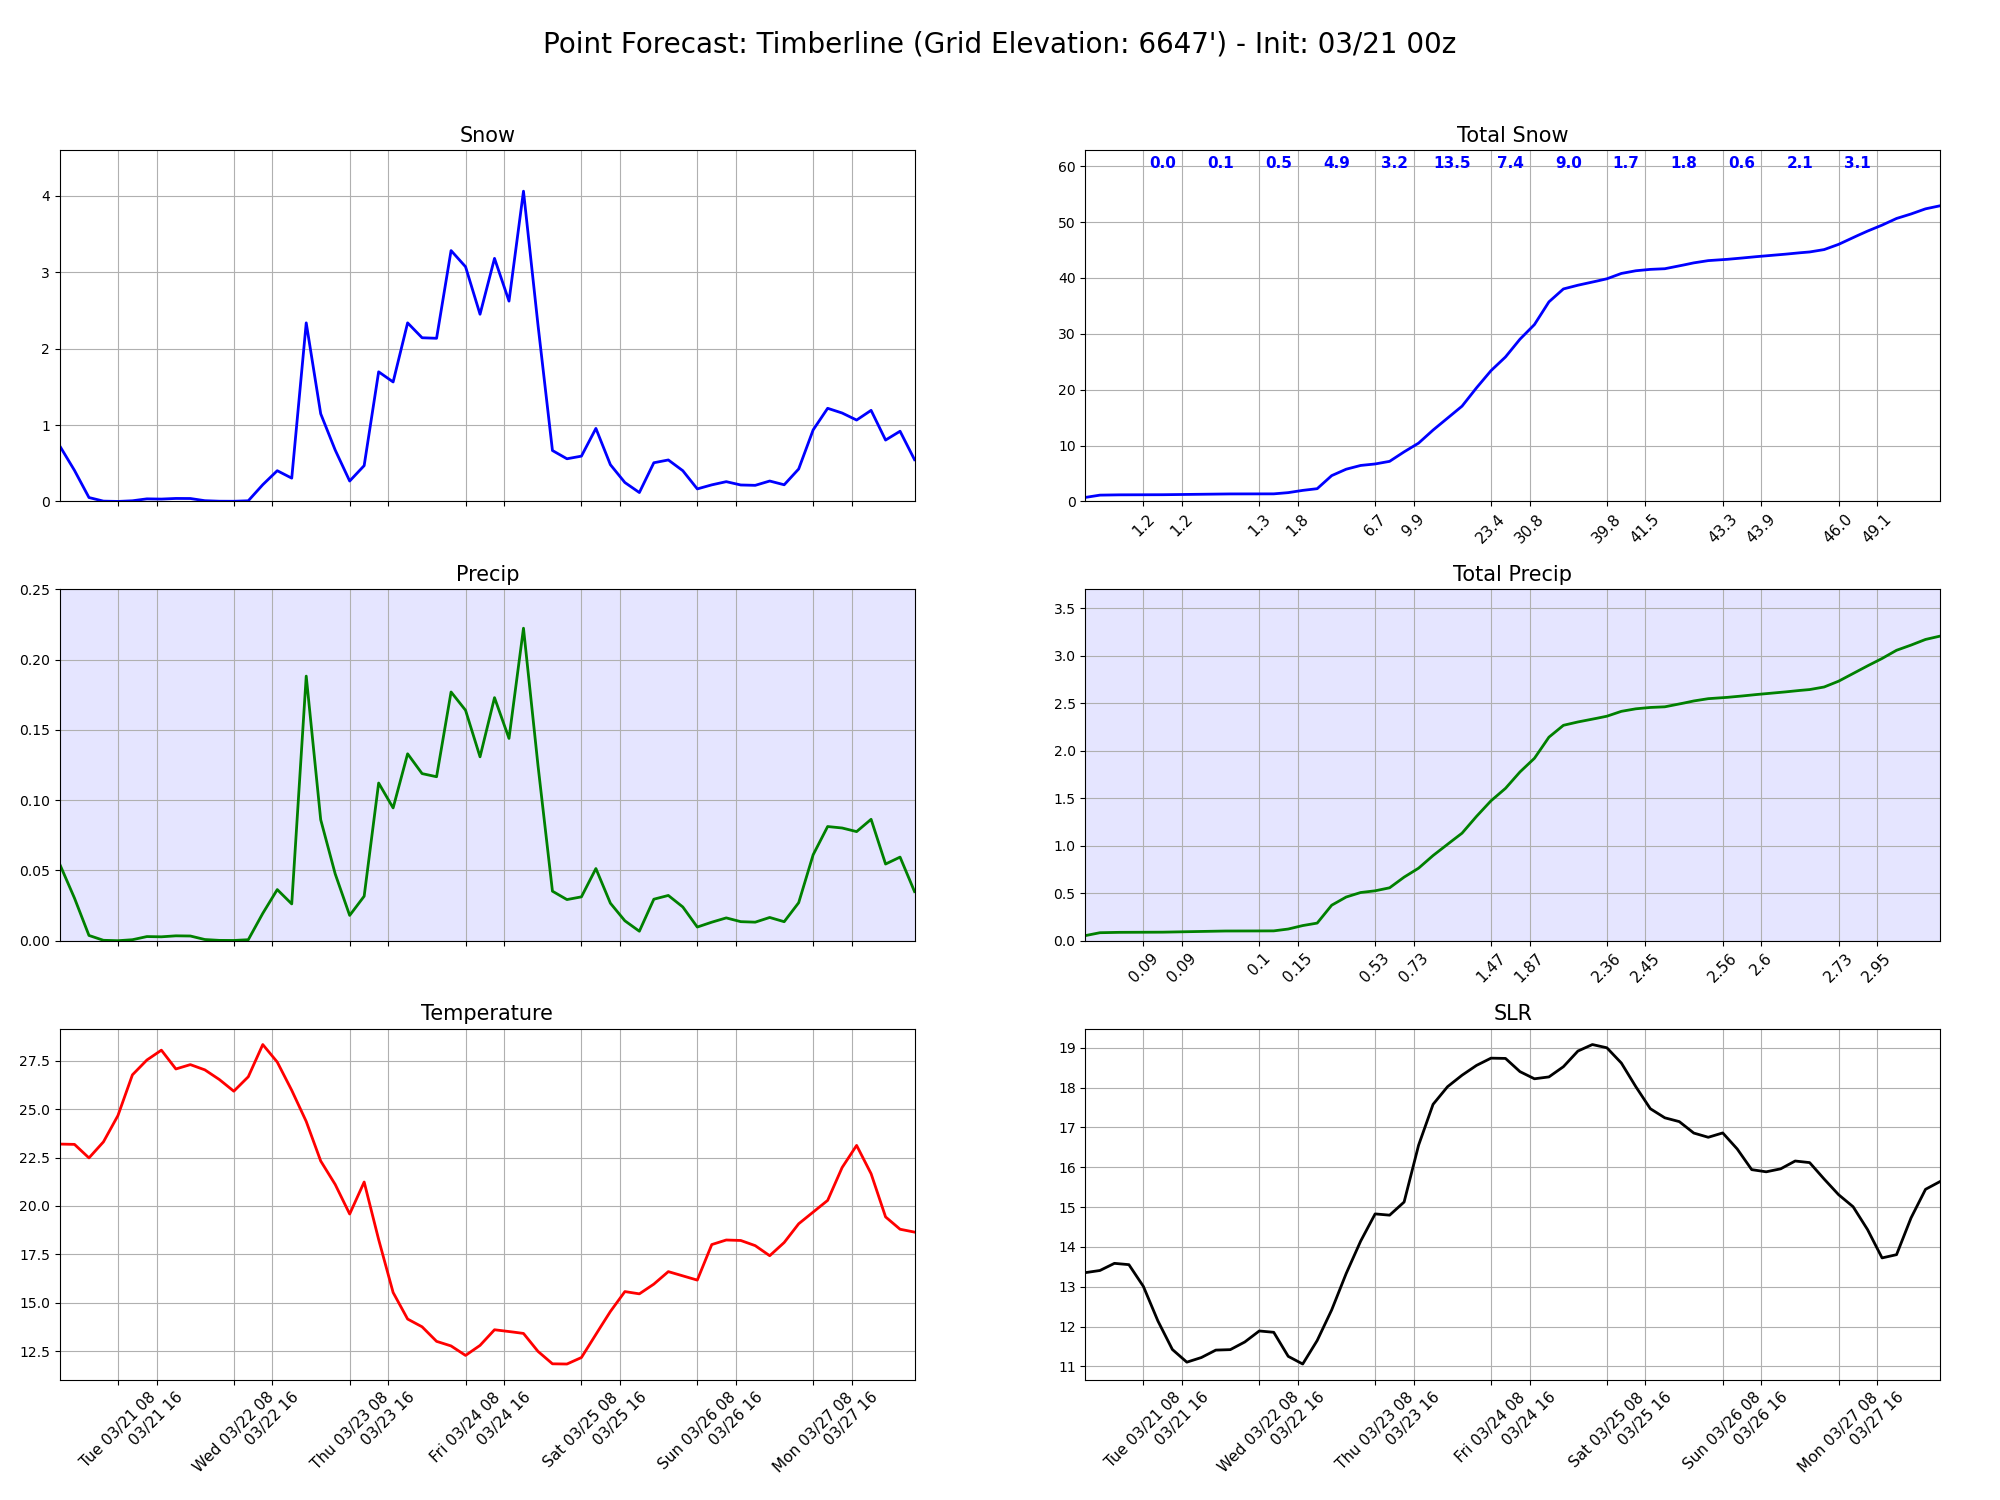 Point Forecast: Timberline (Grid Elevation: 6647') - Init: 03/21 00z
Snow
4
3
2
1
0
Total Snow
0.0 0.1 0.5 4.9 3.2 13.5 7.4 9.0 1.7 1.8 0.6 2.1 3.1
60
50
40
30
20
10
0
1.2 1.2 1.3 1.8 6.7 9.9 23.4 30.8 39.8 41.5 43.3 43.9 46.0 49.1
Precip
0.25
0.20
0.15
0.10
0.05
0.00
Total Precip
3.5
3.0
2.5
2.0
1.5
1.0
0.5
0.0
0.09 0.09 0.1 0.15 0.53 0.73 1.47 1.87 2.36 2.45 2.56 2.6 2.73 2.95
Temperature
27.5
25.0
22.5
20.0
17.5
15.0
12.5
Tue 03/21 08
03/21 16
Wed 03/22 08
03/22 16
Thu 03/23 08
03/23 16
Fri 03/24 08
03/24 16
Sat 03/25 08
03/25 16
Sun 03/26 08
03/26 16
Mon 03/27 08
03/27 16
SLR
19
18
17
16
15
14
13
12
11
Tue 03/21 08
03/21 16
Wed 03/22 08
03/22 16
Thu 03/23 08
03/23 16
Fri 03/24 08
03/24 16
Sat 03/25 08
03/25 16
Sun 03/26 08
03/26 16
Mon 03/27 08
03/27 16